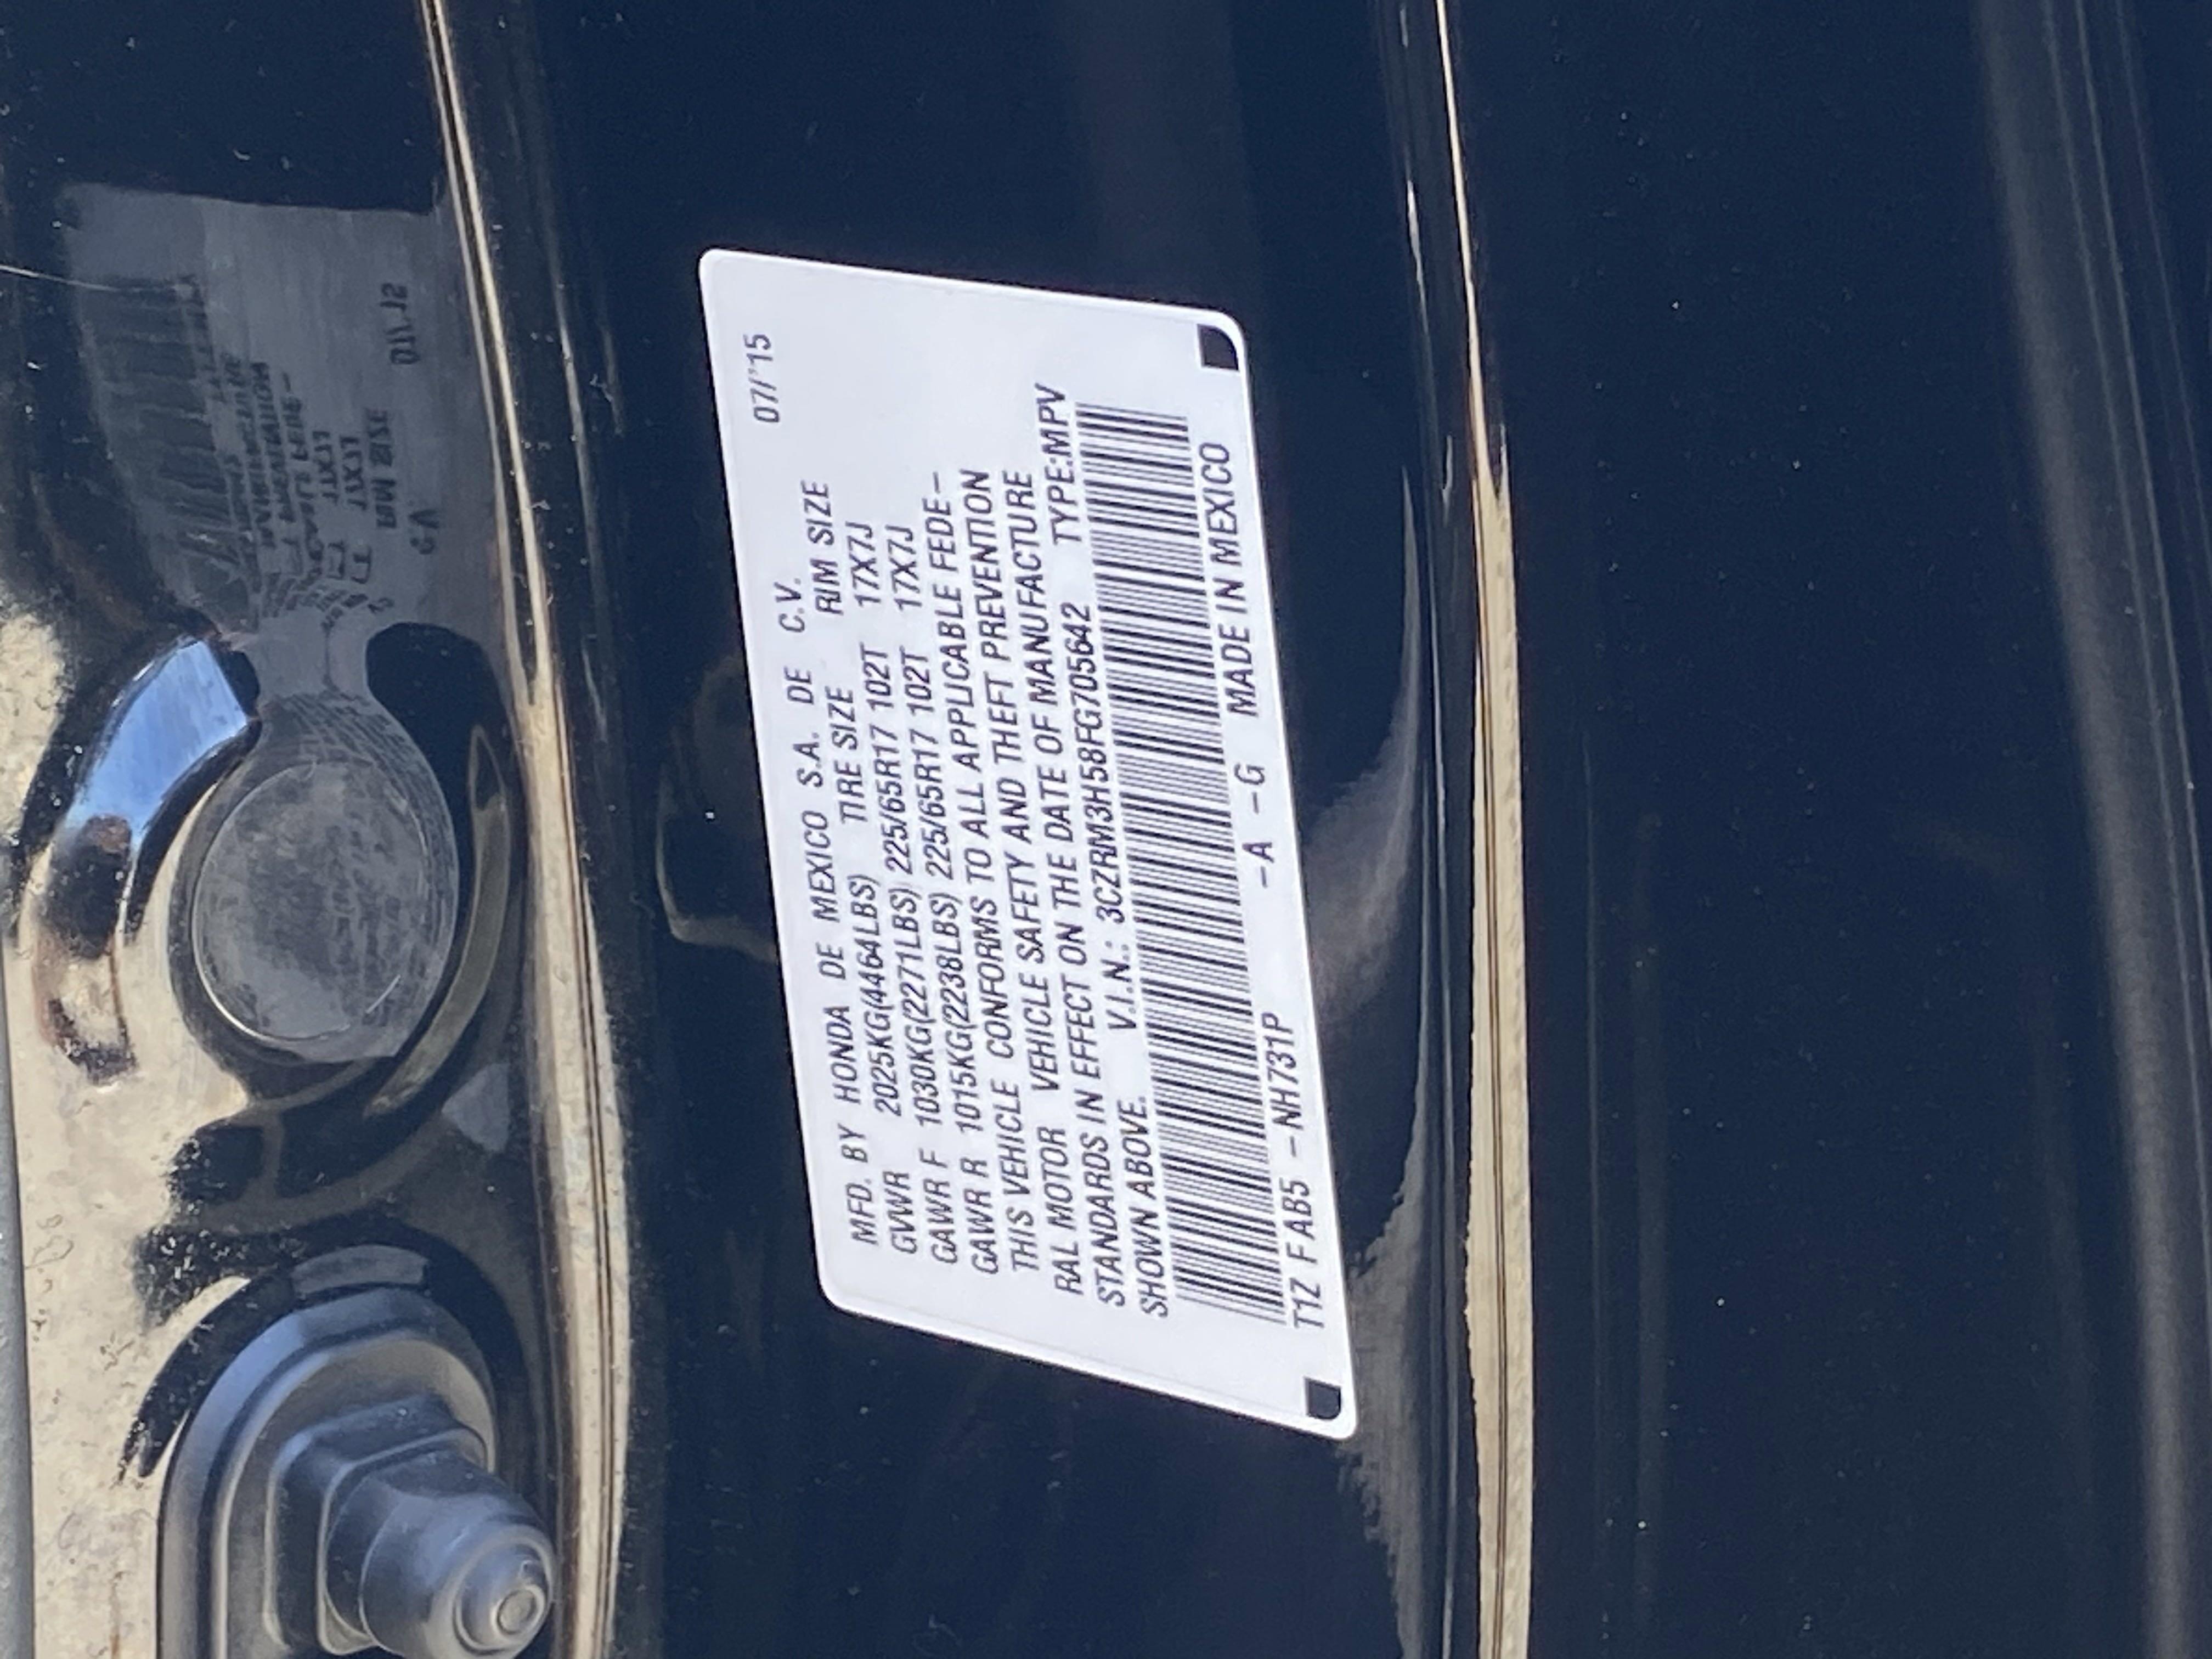 07/'15
MFD. BY HONDA DE MEXICO S.A. DE C.V.
GVWR 2025KG(4464LBS) TIRE SIZE RIM SIZE
GAWR F 1030KG(2271LBS) 225/65R17 102T 17X7J
GAWR R 1015KG(2238LBS) 225/65R17 102T 17X7J
THIS VEHICLE CONFORMS TO ALL APPLICABLE FEDE-
RAL MOTOR VEHICLE SAFETY AND THEFT PREVENTION
STANDARDS IN EFFECT ON THE DATE OF MANUFACTURE
SHOWN ABOVE. V.I.N.: 3CZRM3H58FG705642 TYPE:MPV
T1Z F AB5 -NH731P -A -G MADE IN MEXICO